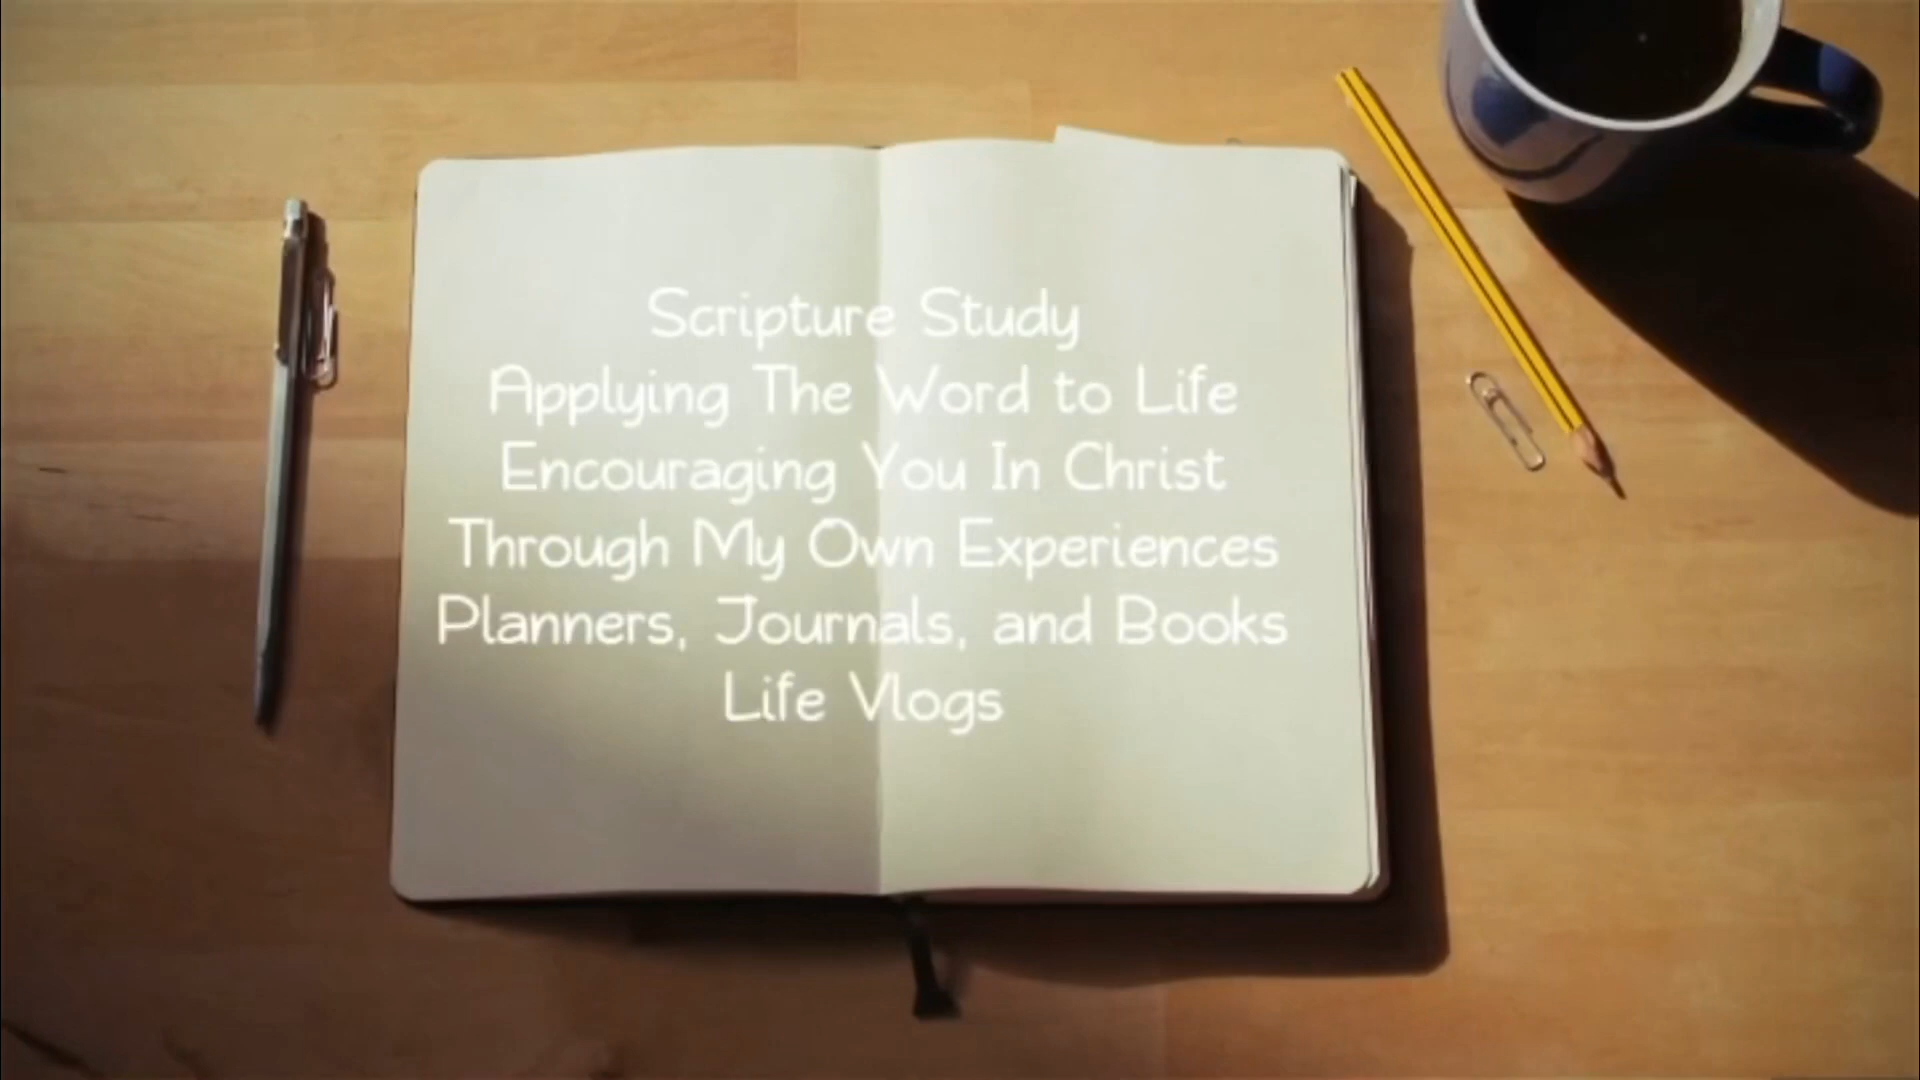 Scripture Study
Applying The Word to Life
Encouraging You In Christ
Through My Own Experiences
Planners, Journals, and Books
Life Vlogs